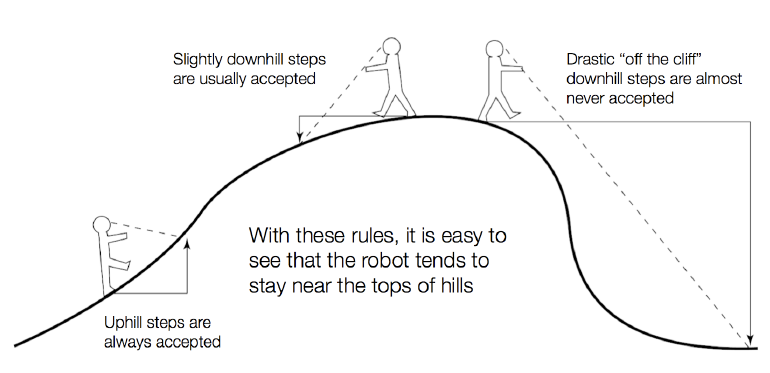 Slightly downhill steps
are usually accepted
Drastic “off the cliff”
downhill steps are almost
never accepted
With these rules, it is easy to
see that the robot tends to
stay near the tops of hills
Uphill steps are
always accepted